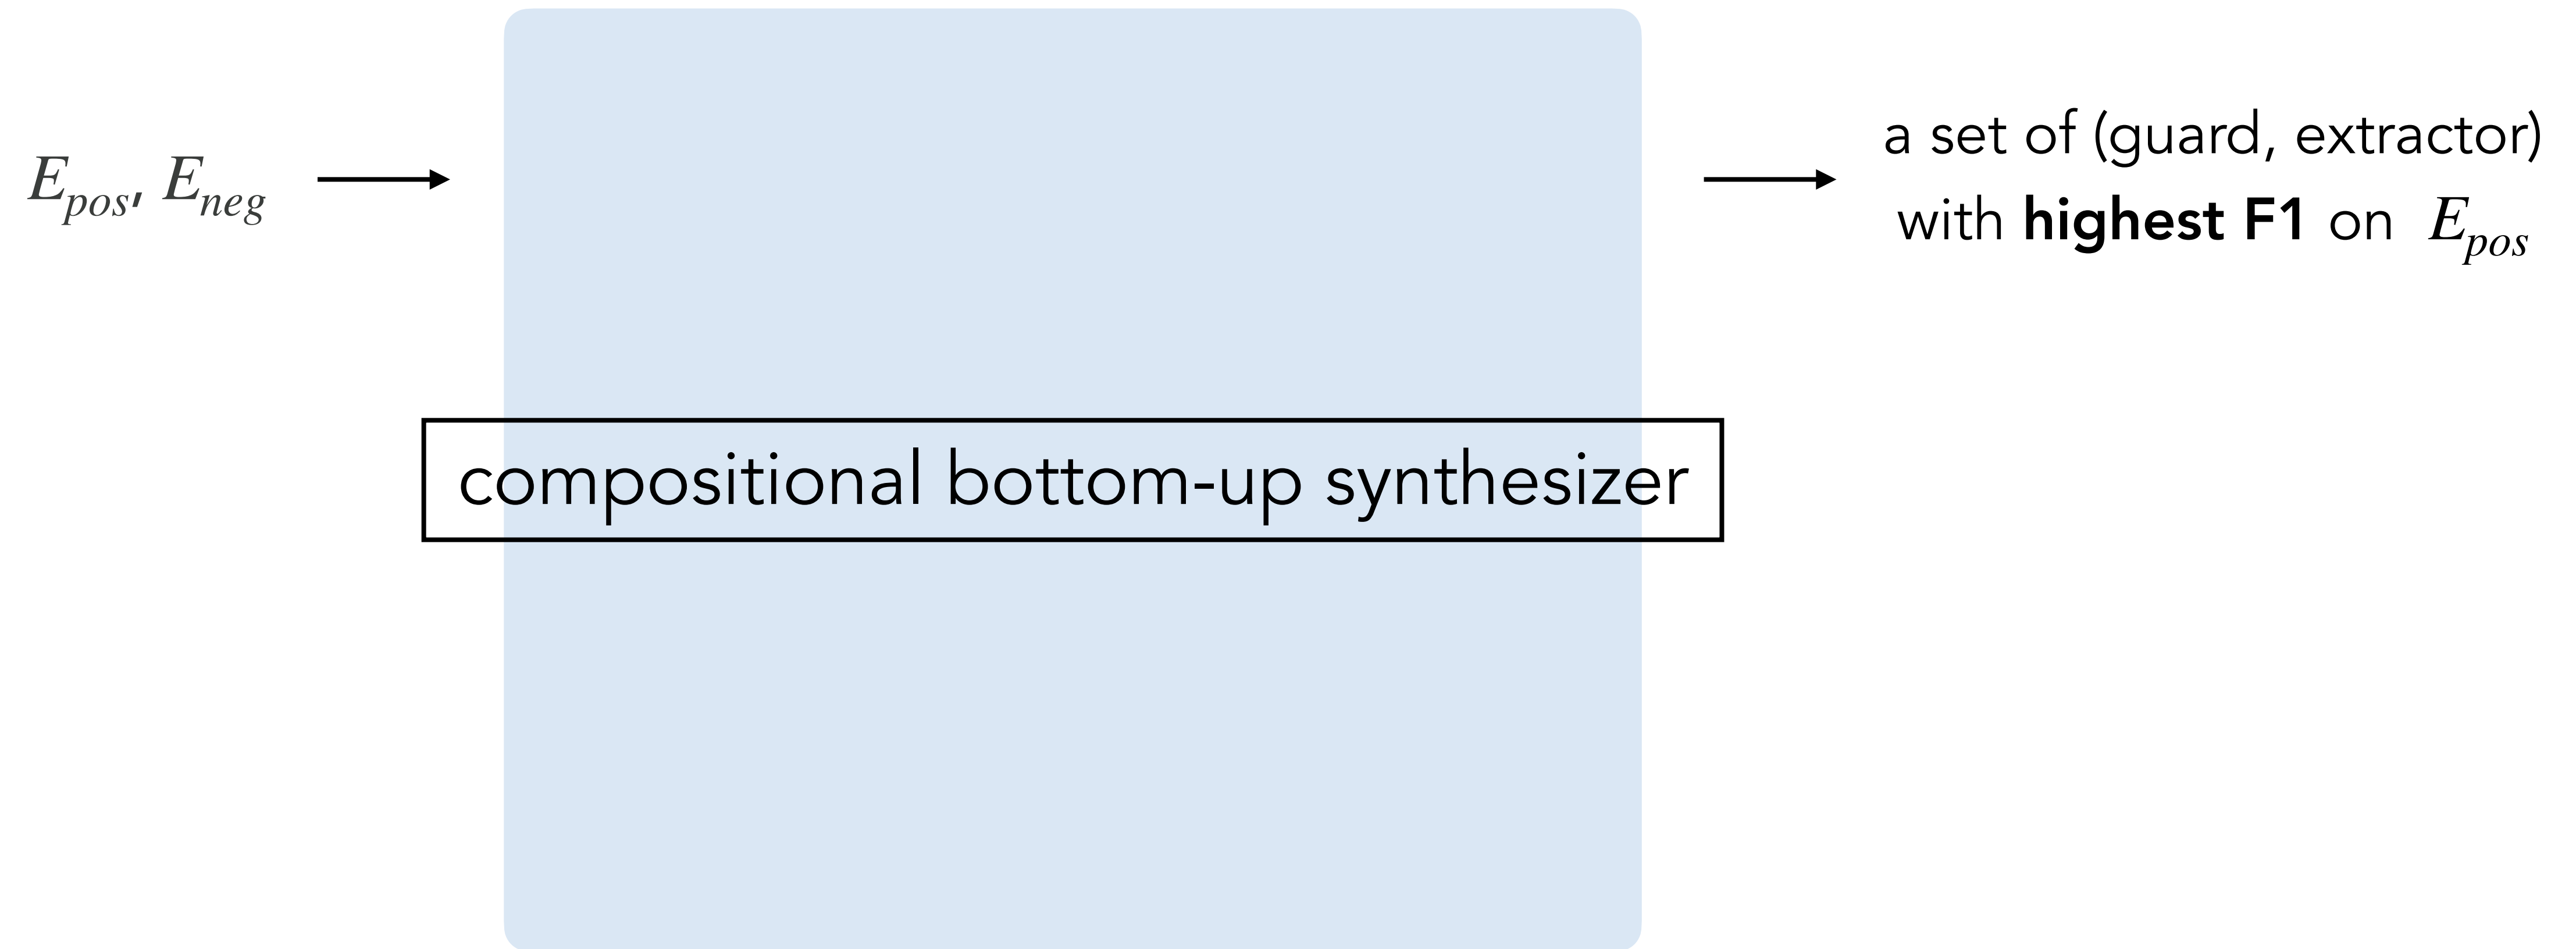 E_pos, E_neg
a set of (guard, extractor)
with highest F1 on E_pos
compositional bottom-up synthesizer